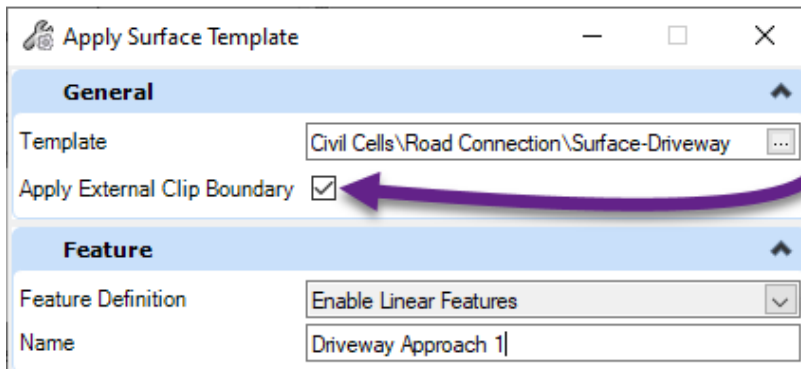 Apply Surface Template
General
Template Civil Cells\Road Connection\Surface-Driveway ...
Apply External Clip Boundary
Feature
Feature Definition Enable Linear Features
Name Driveway Approach 1